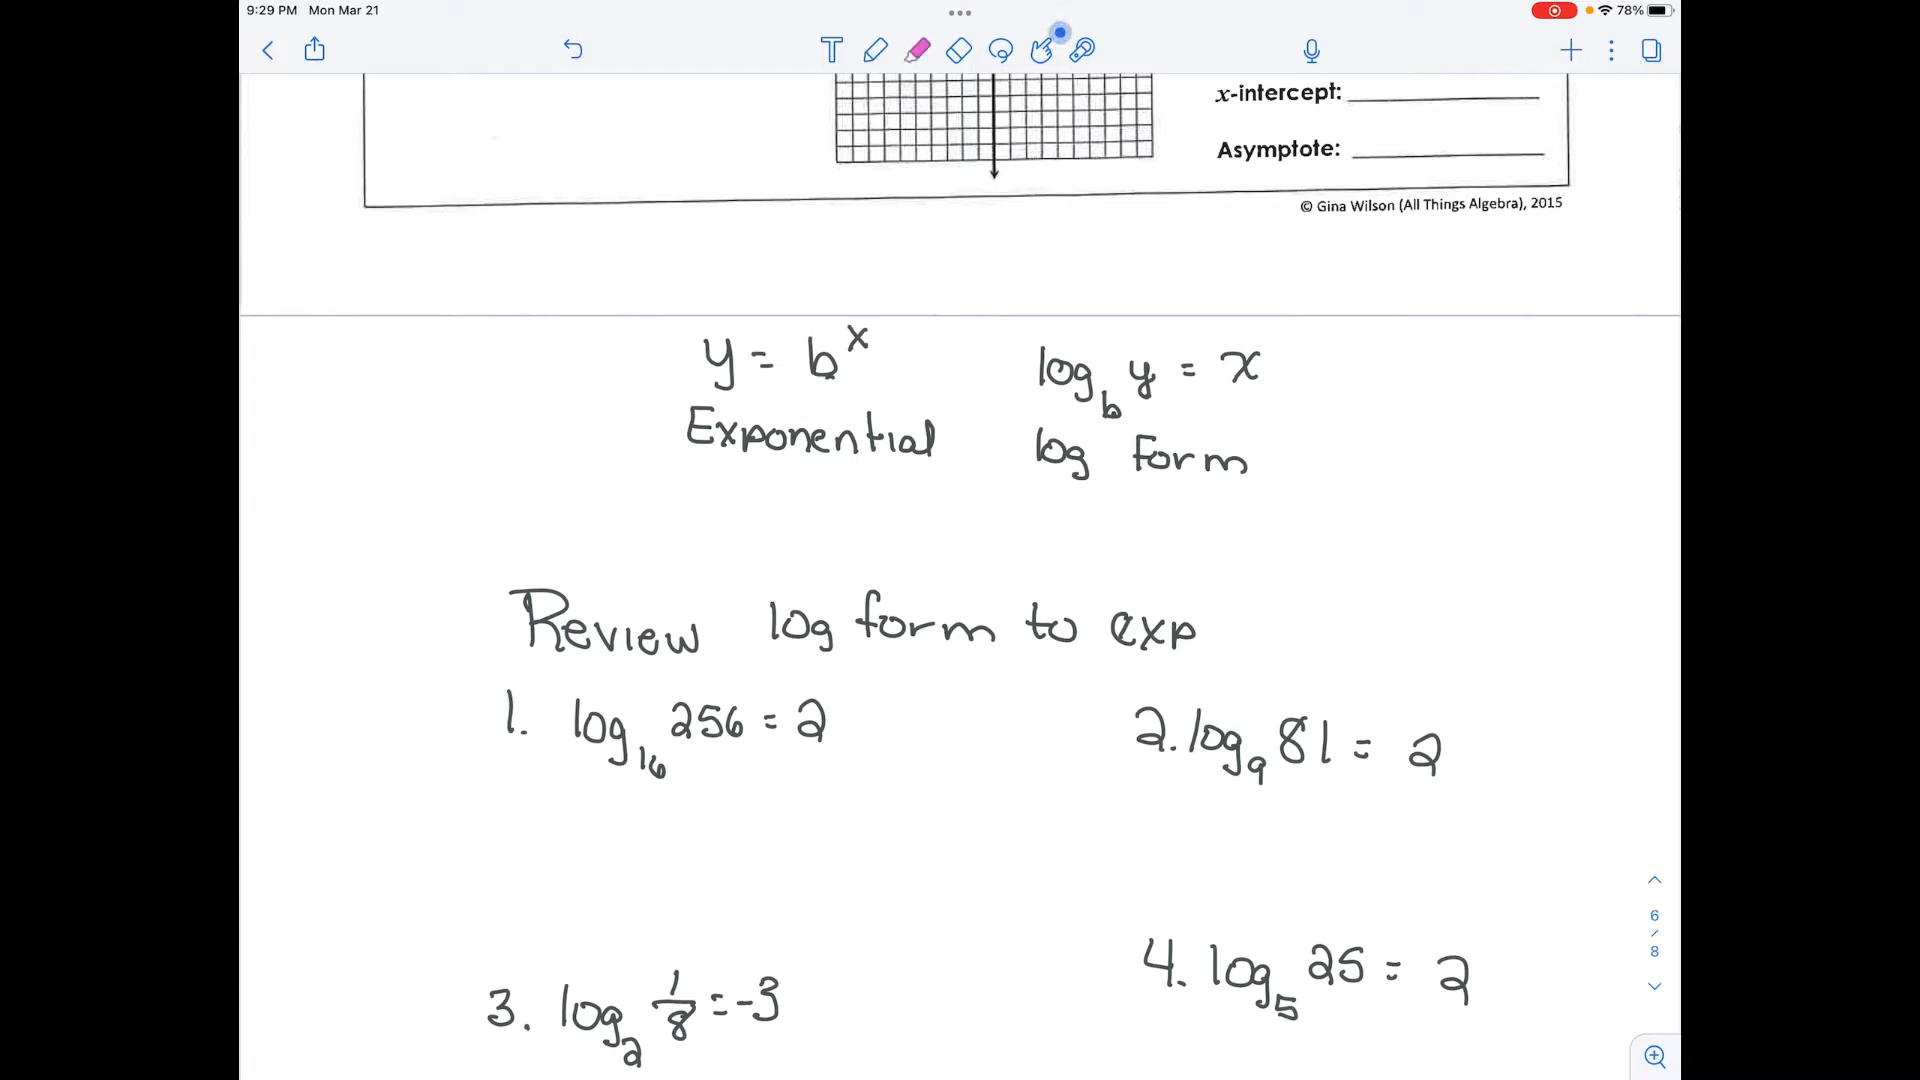 9:29 PM Mon Mar 21
78%
T
x-intercept: ____________
Asymptote: ____________
© Gina Wilson (All Things Algebra), 2015
y = b^x
log_b y = x
Exponential
log Form
Review log form to exp
1. log_16 256 = 2
2. log_9 81 = 2
6
/
8
4. log_5 25 = 2
3. log_2 1/8 = -3